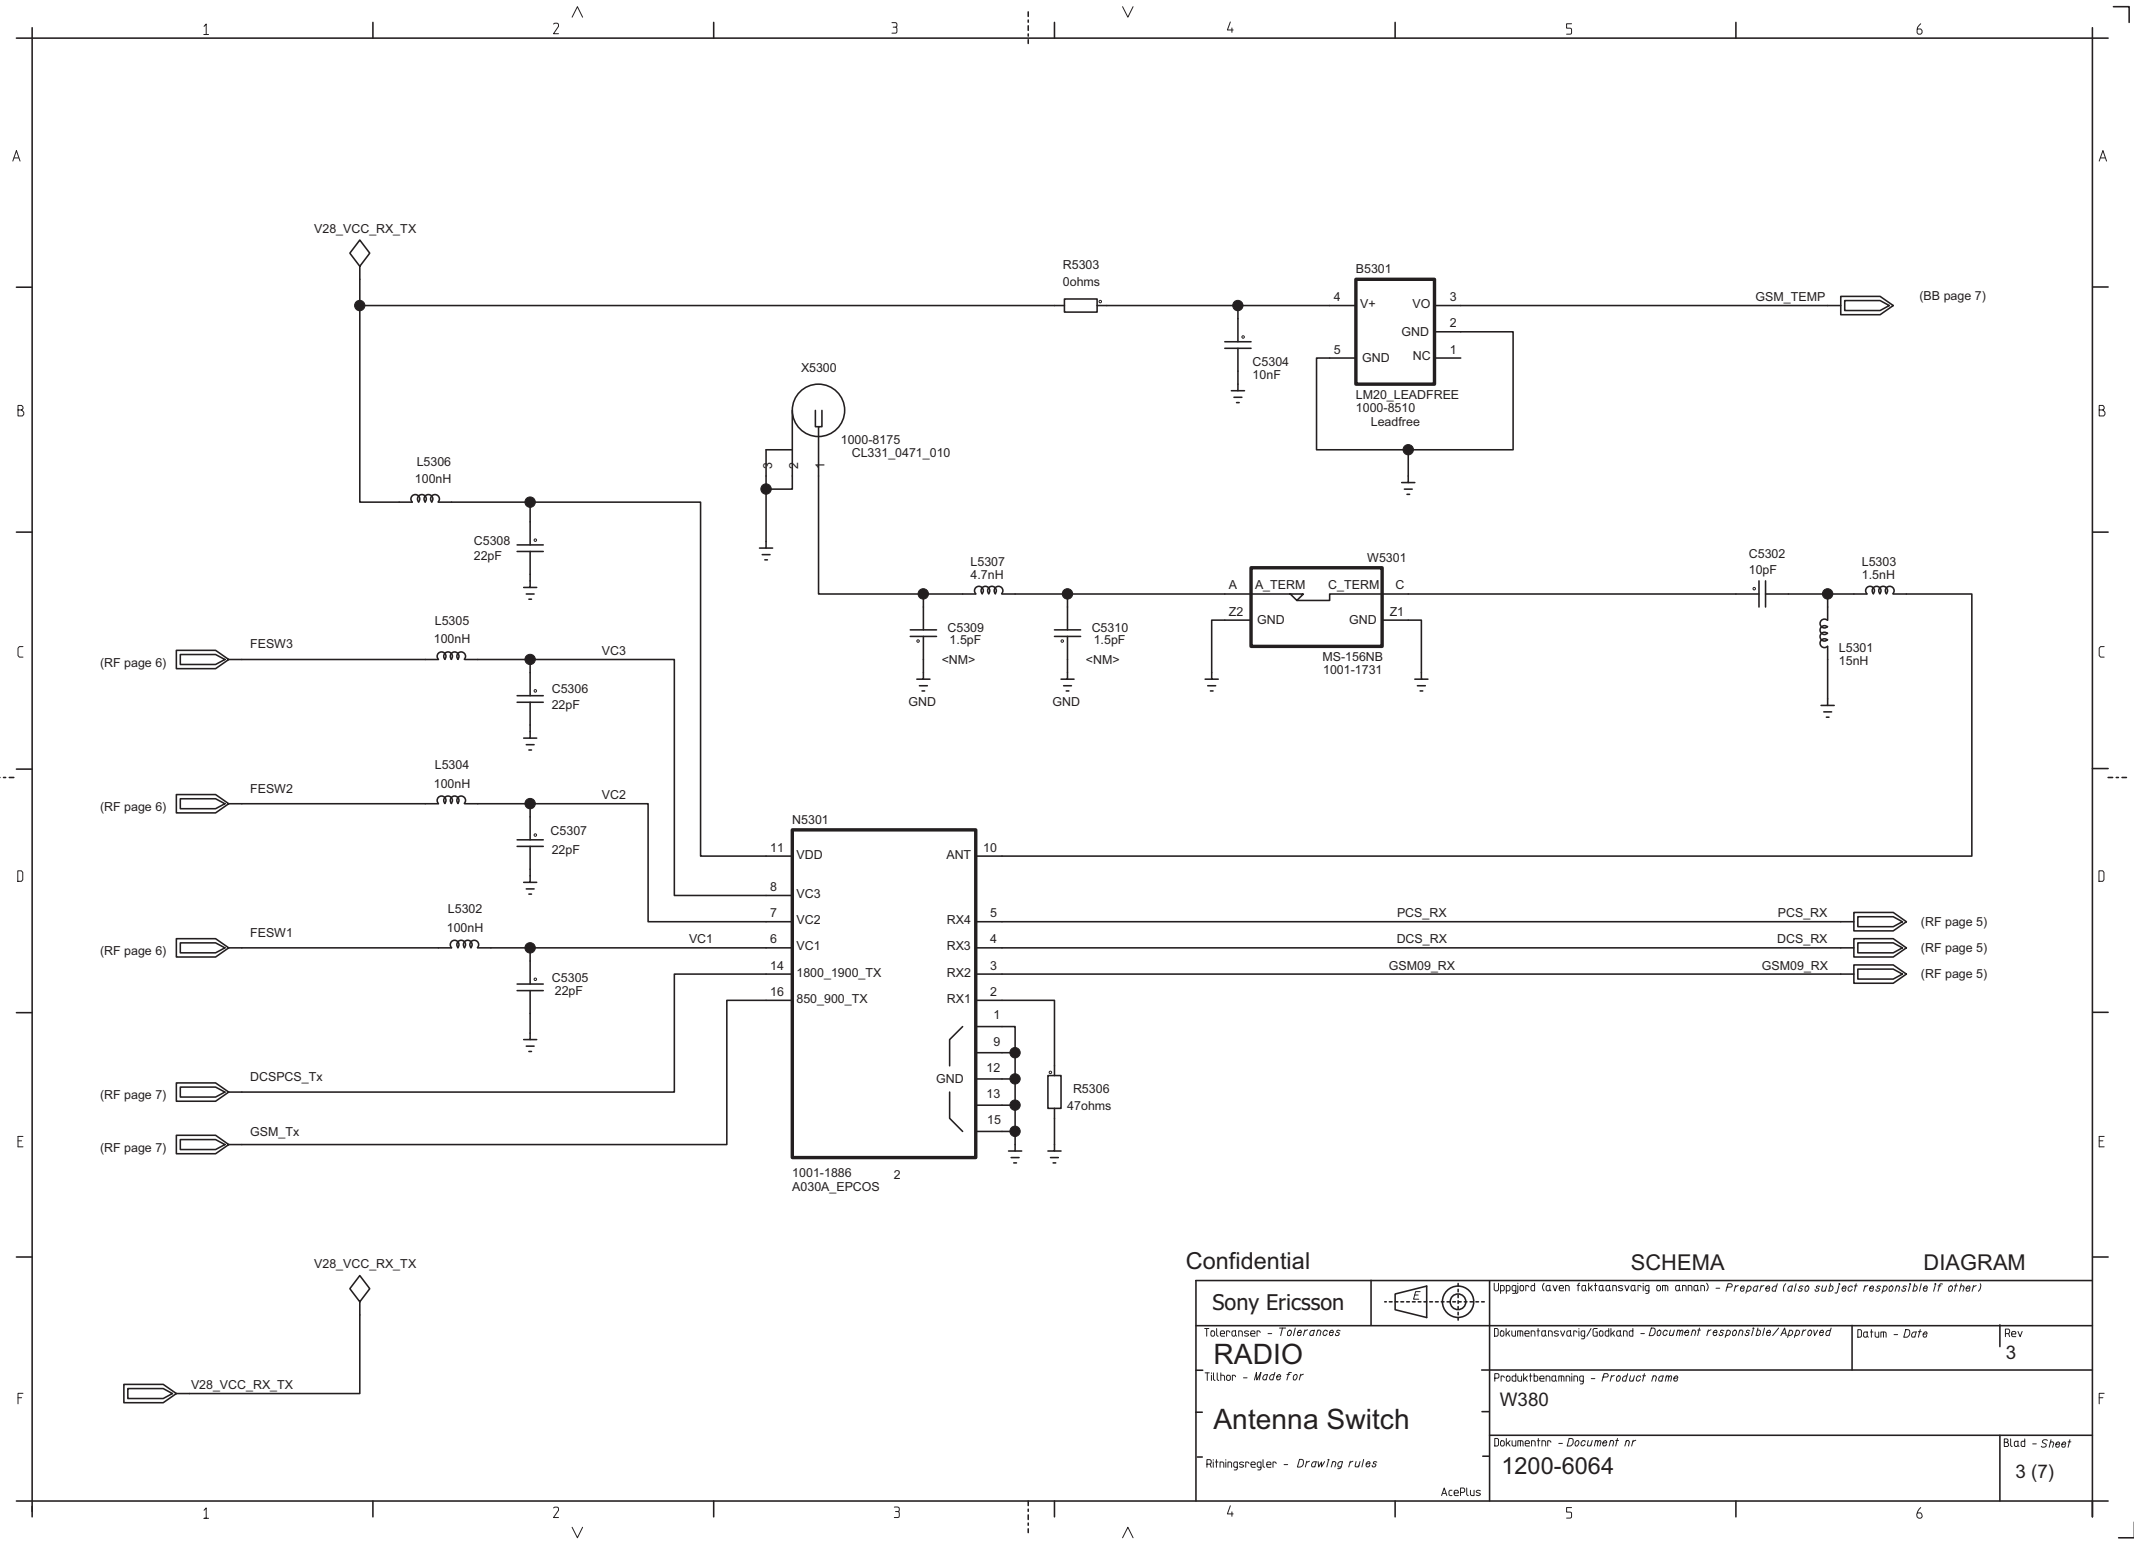 1 2 3 4 5 6
A A
V28_VCC_RX_TX
R5303
0ohms
B5301
4 V+ VO 3
GND 2
5 GND NC 1
LM20_LEADFREE
1000-8510
Leadfree
GSM_TEMP
(BB page 7)
C5304
10nF
X5300
1000-8175
CL331_0471_010
3 2 1
B B
L5306
100nH
C5308
22pF
L5307
4.7nH
C5309
1.5pF
<NM>
GND
C5310
1.5pF
<NM>
GND
W5301
A A_TERM C_TERM C
Z2 GND GND Z1
MS-156NB
1001-1731
C5302
10pF
L5303
1.5nH
L5301
15nH
C C
(RF page 6) FESW3
L5305
100nH
VC3
C5306
22pF
(RF page 6) FESW2
L5304
100nH
VC2
C5307
22pF
D D
(RF page 6) FESW1
L5302
100nH
VC1
C5305
22pF
N5301
11 VDD ANT 10
8 VC3
7 VC2 RX4 5
6 VC1 RX3 4
14 1800_1900_TX RX2 3
16 850_900_TX RX1 2
1
9
12
GND
13
15
1001-1886 2
A030A_EPCOS
PCS_RX PCS_RX (RF page 5)
DCS_RX DCS_RX (RF page 5)
GSM09_RX GSM09_RX (RF page 5)
R5306
47ohms
(RF page 7) DCSPCS_Tx
(RF page 7) GSM_Tx
E E
V28_VCC_RX_TX
V28_VCC_RX_TX
F F
Confidential SCHEMA DIAGRAM
Sony Ericsson
E
Uppgjord (aven faktaansvarig om annan) - Prepared (also subject responsible if other)
Toleranser - Tolerances
RADIO
Dokumentansvarig/Godkand - Document responsible/Approved
Datum - Date
Rev
3
Tillhor - Made for
Antenna Switch
Produktbenamning - Product name
W380
Ritningsregler - Drawing rules
AcePlus
Dokumentnr - Document nr
1200-6064
Blad - Sheet
3 (7)
1 2 3 4 5 6